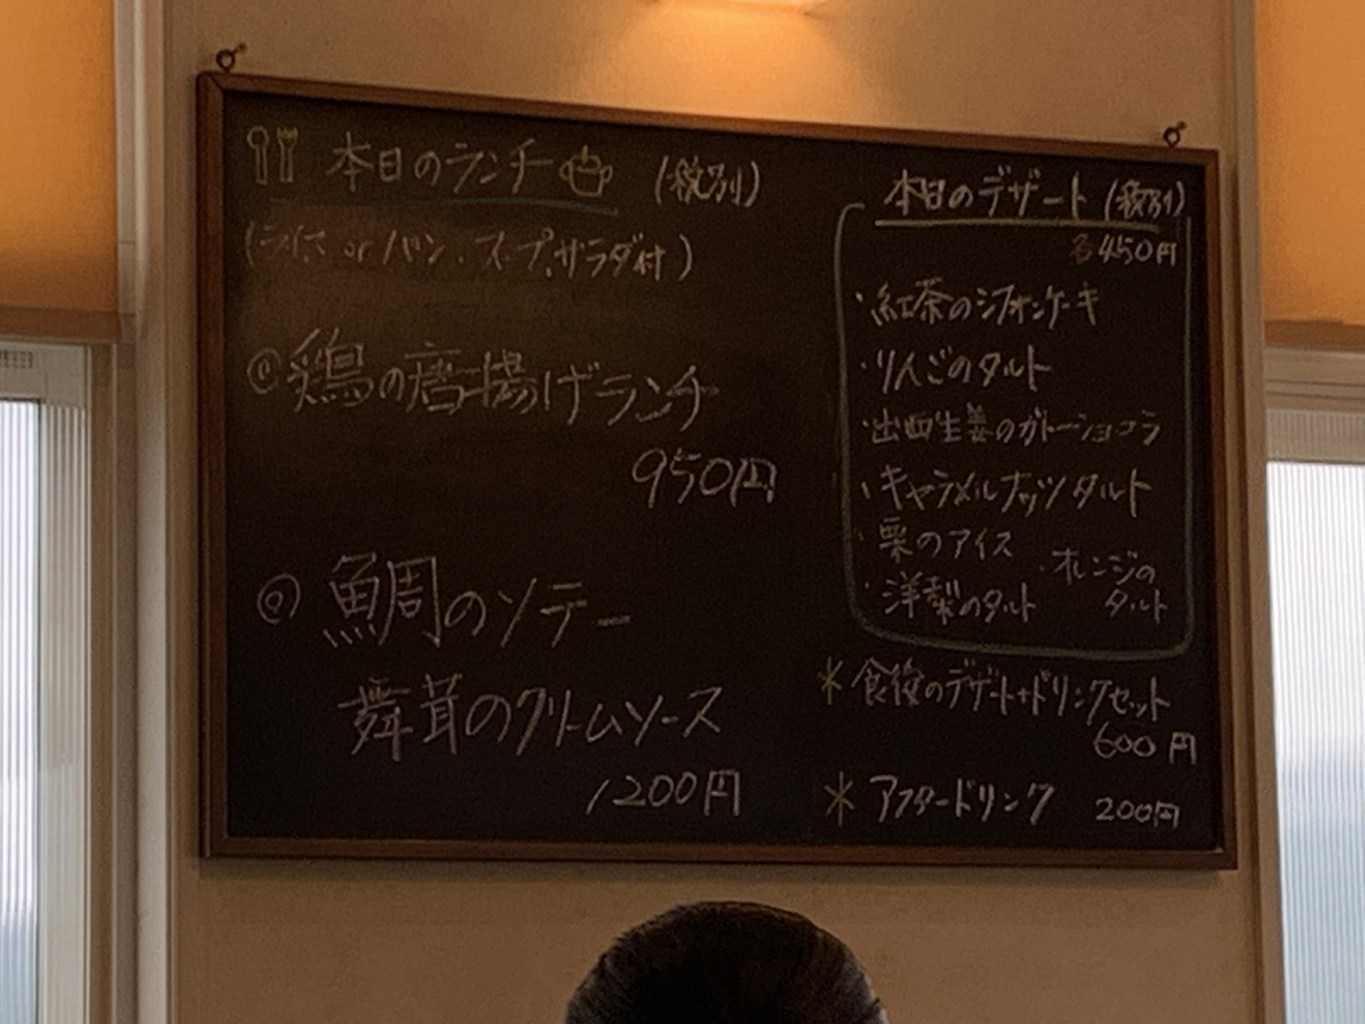 本日のランチ (税別)
(ライス or パン・スープ、サラダ付)
◎鶏の唐揚げランチ
950円
◎鯛のソテー
舞茸のクリームソース
1200円
本日のデザート(税別)
各450円
・紅茶のシフォンケーキ
・りんごのタルト
・出西生姜のガトーショコラ
・キャラメルナッツタルト
・栗のアイス
・洋梨のタルト
・オレンジの
タルト
*食後のデザート+ドリンクセット
600円
*アフタードリンク 200円